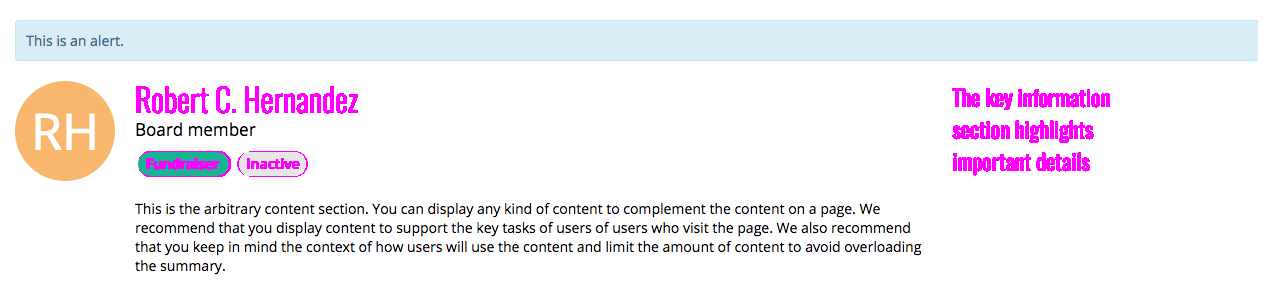 This is an alert.
RH
Robert C. Hernandez
Board member
Fundraiser
Inactive
This is the arbitrary content section. You can display any kind of content to complement the content on a page. We
recommend that you display content to support the key tasks of users of users who visit the page. We also recommend
that you keep in mind the context of how users will use the content and limit the amount of content to avoid overloading
the summary.
The key information
section highlights
important details